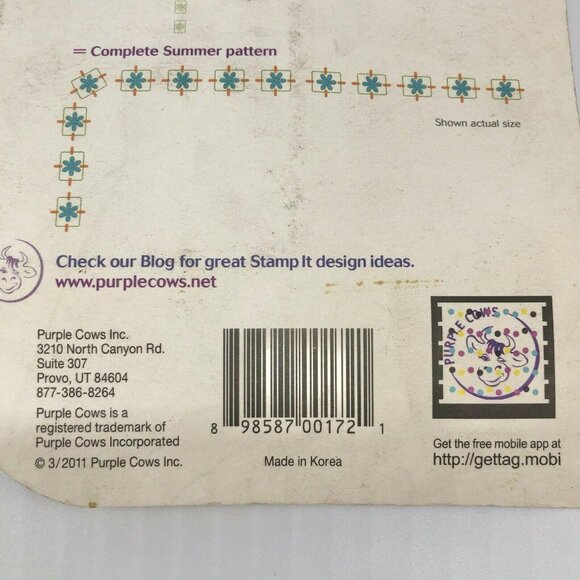 = Complete Summer pattern
Shown actual size
Check our Blog for great Stamp It design ideas.
www.purplecows.net
Purple Cows Inc.
3210 North Canyon Rd.
Suite 307
Provo, UT 84604
877-386-8264
Purple Cows is a
registered trademark of
Purple Cows Incorporated
© 3/2011 Purple Cows Inc.
8 98587 00172 1
Made in Korea
PURPLE COWS
Get the free mobile app at
http://gettag.mobi